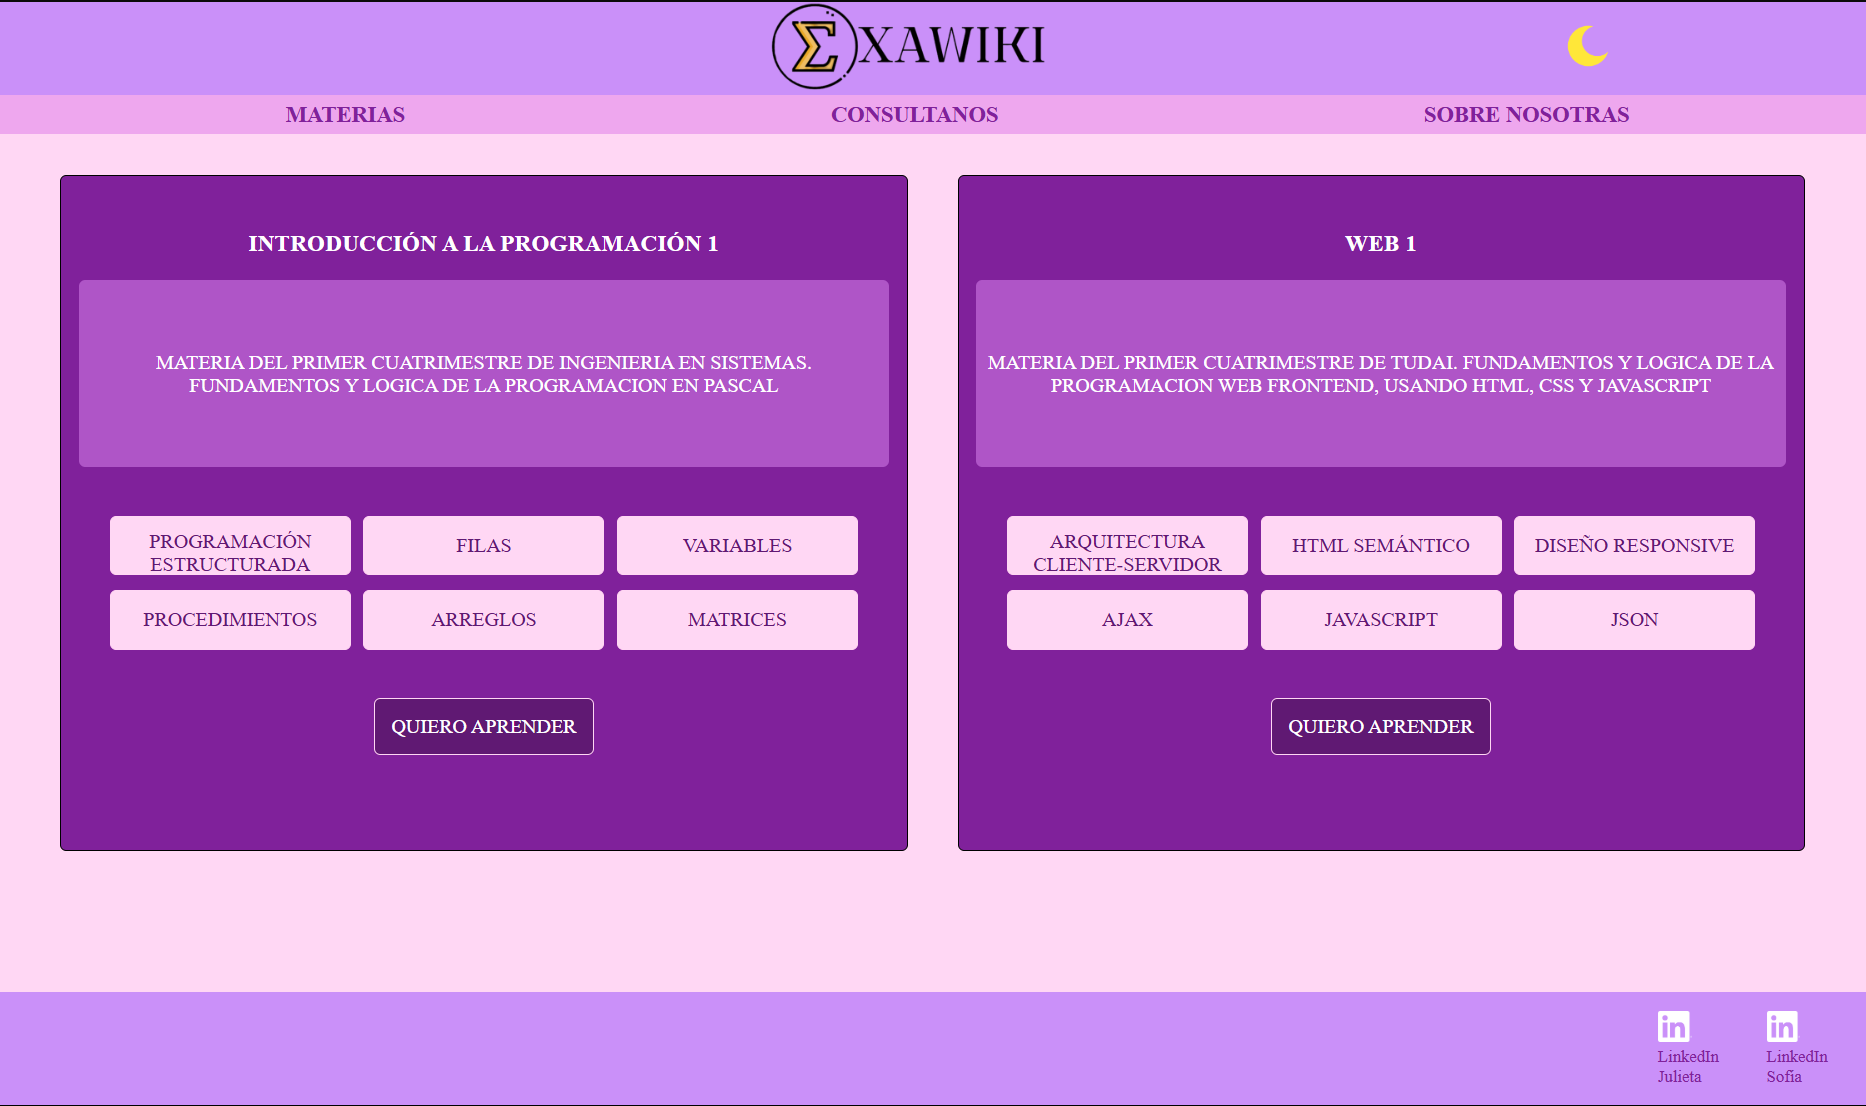 ΣXAWIKI
MATERIAS
CONSULTANOS
SOBRE NOSOTRAS
INTRODUCCIÓN A LA PROGRAMACIÓN 1
MATERIA DEL PRIMER CUATRIMESTRE DE INGENIERIA EN SISTEMAS.
FUNDAMENTOS Y LOGICA DE LA PROGRAMACION EN PASCAL
PROGRAMACIÓN
ESTRUCTURADA
FILAS
VARIABLES
PROCEDIMIENTOS
ARREGLOS
MATRICES
QUIERO APRENDER
WEB 1
MATERIA DEL PRIMER CUATRIMESTRE DE TUDAI. FUNDAMENTOS Y LOGICA DE LA
PROGRAMACION WEB FRONTEND, USANDO HTML, CSS Y JAVASCRIPT
ARQUITECTURA
CLIENTE-SERVIDOR
HTML SEMÁNTICO
DISEÑO RESPONSIVE
AJAX
JAVASCRIPT
JSON
QUIERO APRENDER
in
LinkedIn
Julieta
in
LinkedIn
Sofía